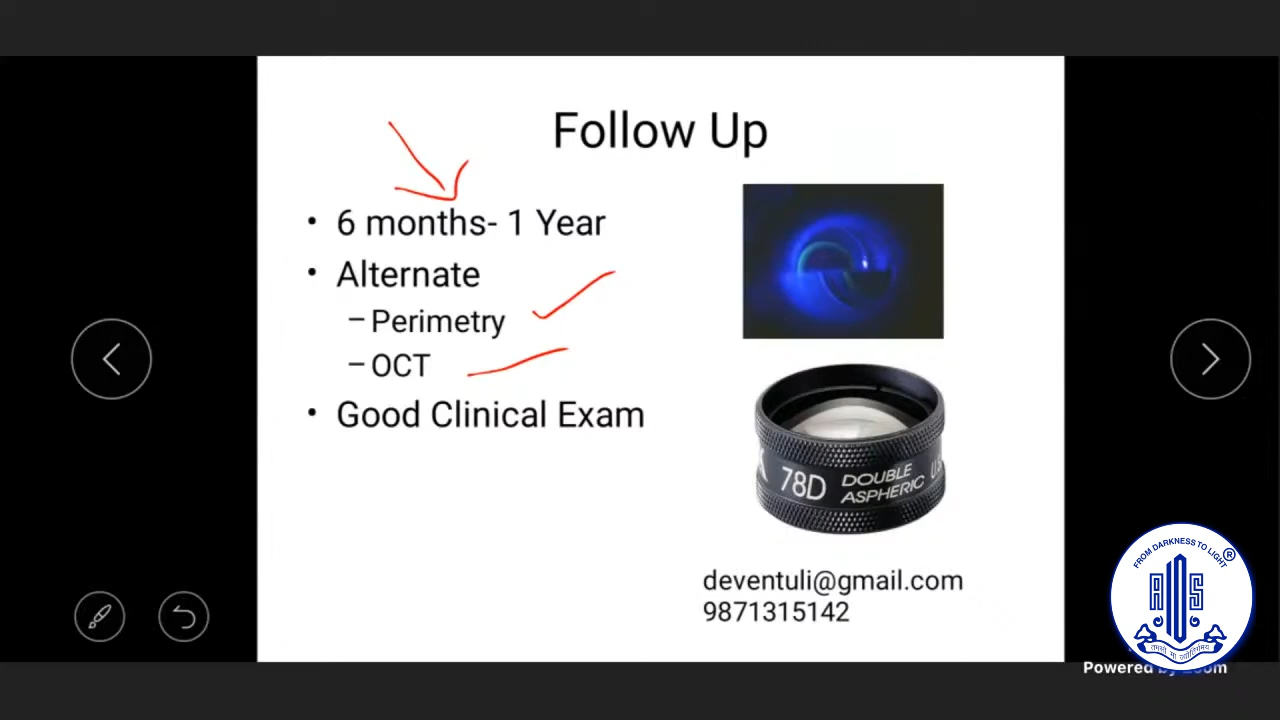 Follow Up
• 6 months- 1 Year
• Alternate
– Perimetry
– OCT
• Good Clinical Exam
78D DOUBLE
ASPHERIC
deventuli@gmail.com
9871315142
FROM DARKNESS TO LIGHT
®
AIOS
Powered by Zoom